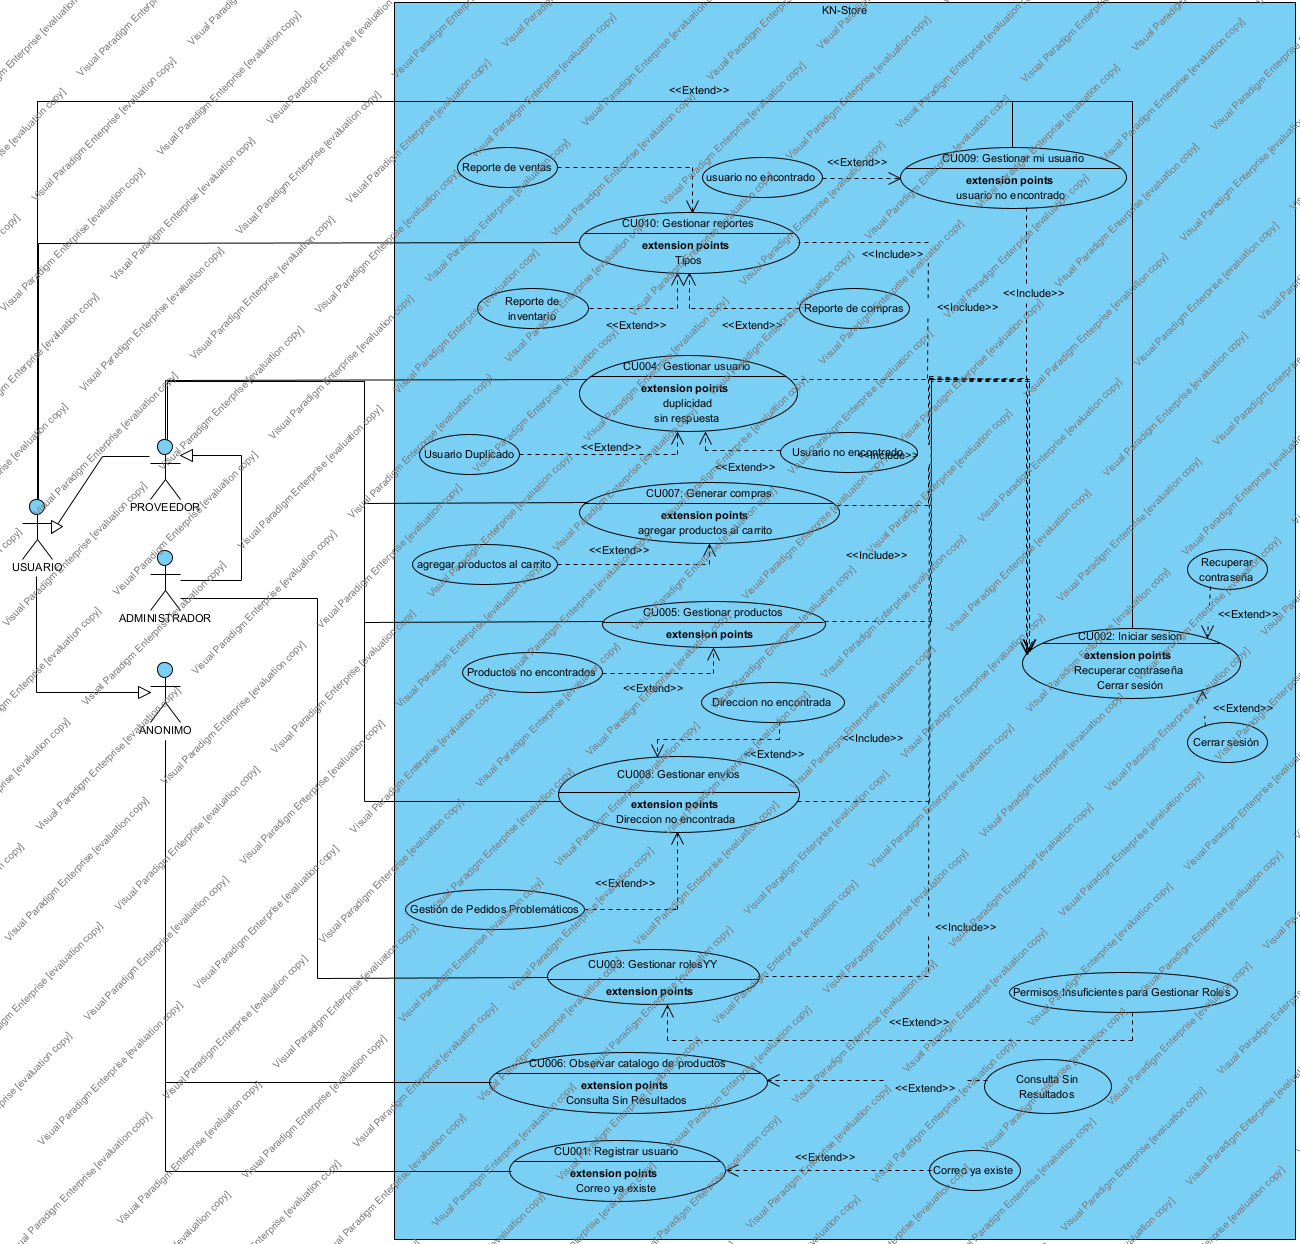 KN-Store
<<Extend>>
CU009: Gestionar mi usuario
extension points
usuario no encontrado
<<Extend>>
usuario no encontrado
Reporte de ventas
CU010: Gestionar reportes
extension points
Tipos
<<Include>>
<<Include>>
<<Include>>
Reporte de
inventario
<<Extend>>
<<Extend>>
Reporte de compras
CU004: Gestionar usuario
extension points
duplicidad
sin respuesta
Usuario Duplicado
<<Extend>>
<<Extend>>
Usuario no encontrado
<<Include>>
CU007: Generar compras
extension points
agregar productos al carrito
<<Extend>>
agregar productos al carrito
<<Include>>
PROVEEDOR
USUARIO
ADMINISTRADOR
ANONIMO
CU005: Gestionar productos
extension points
Productos no encontrados
<<Extend>>
Recuperar
contraseña
<<Extend>>
CU002: Iniciar sesion
extension points
Recuperar contraseña
Cerrar sesión
<<Extend>>
Cerrar sesión
Direccion no encontrada
<<Include>>
<<Extend>>
CU008: Gestionar envios
extension points
Direccion no encontrada
<<Extend>>
Gestión de Pedidos Problemáticos
<<Include>>
CU003: Gestionar rolesYY
extension points
Permisos Insuficientes para Gestionar Roles
<<Extend>>
CU006: Observar catalogo de productos
extension points
Consulta Sin Resultados
<<Extend>>
Consulta Sin
Resultados
CU001: Registrar usuario
extension points
Correo ya existe
<<Extend>>
Correo ya existe
Visual Paradigm Enterprise [evaluation copy]